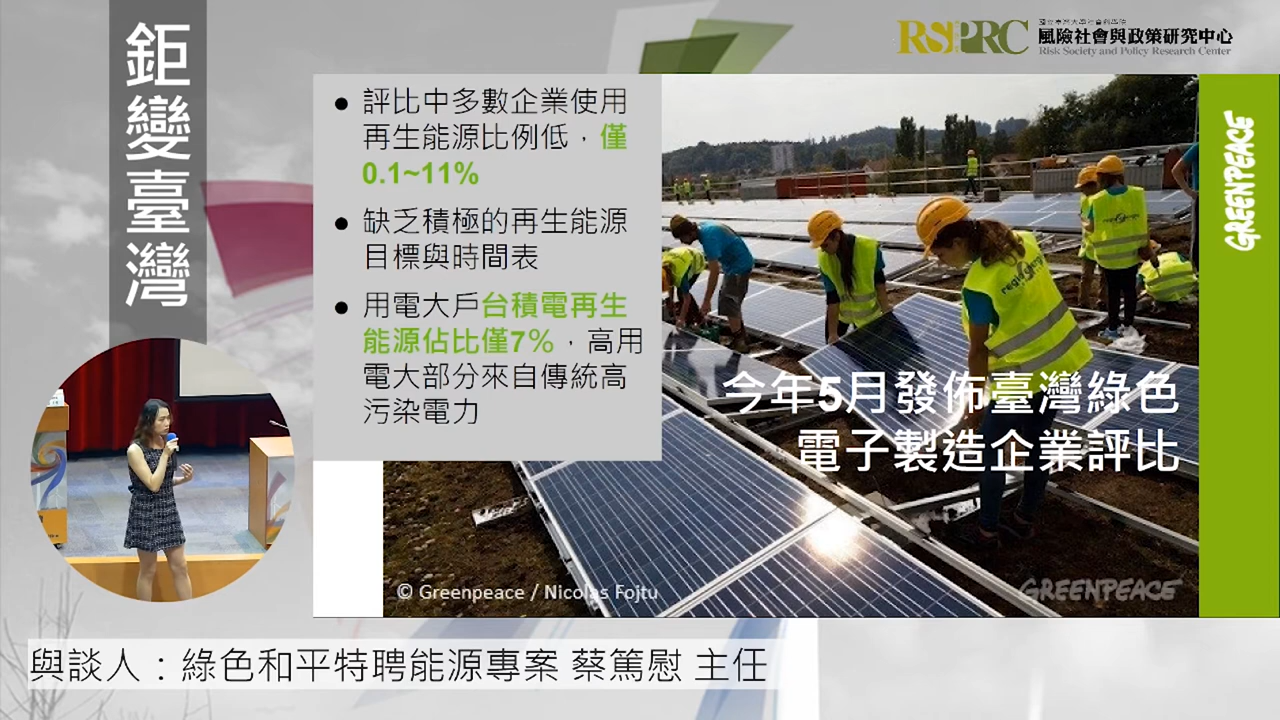 鉅變臺灣
RSPRC
國立臺灣大學社會科學院
風險社會與政策研究中心
Risk Society and Policy Research Center
● 評比中多數企業使用
再生能源比例低，僅
0.1~11%
● 缺乏積極的再生能源
目標與時間表
● 用電大戶台積電再生
能源佔比僅7%，高用
電大部分來自傳統高
污染電力
GREENPEACE
今年5月發佈臺灣綠色
電子製造企業評比
© Greenpeace / Nicolas Fojtu
GREENPEACE
與談人：綠色和平特聘能源專案 蔡篤慰 主任